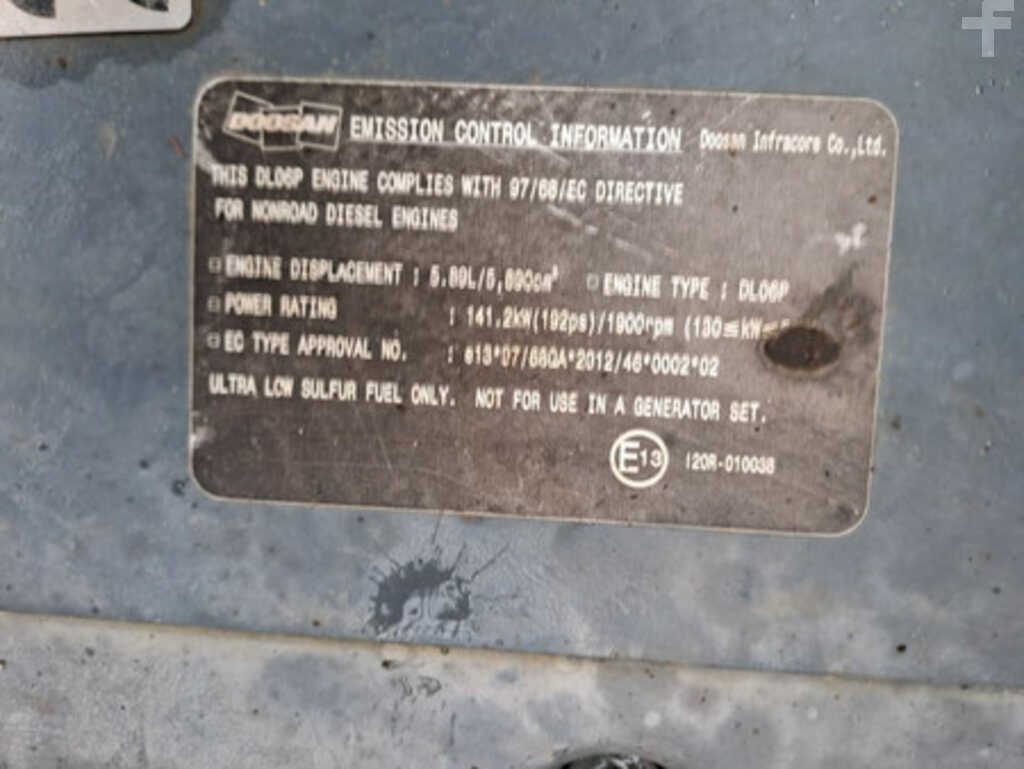 DOOSAN EMISSION CONTROL INFORMATION Doosan Infracore Co.,Ltd.
THIS DL06P ENGINE COMPLIES WITH 97/68/EC DIRECTIVE
FOR NONROAD DIESEL ENGINES
ENGINE DISPLACEMENT : 5.89L/5,890cm³ ENGINE TYPE : DL06P
POWER RATING : 141.2kW(192ps)/1900rpm (130≤kW≤
EC TYPE APPROVAL NO. : e13*97/68QA*2012/46*0002*02
ULTRA LOW SULFUR FUEL ONLY. NOT FOR USE IN A GENERATOR SET.
E13 120R-010038
f